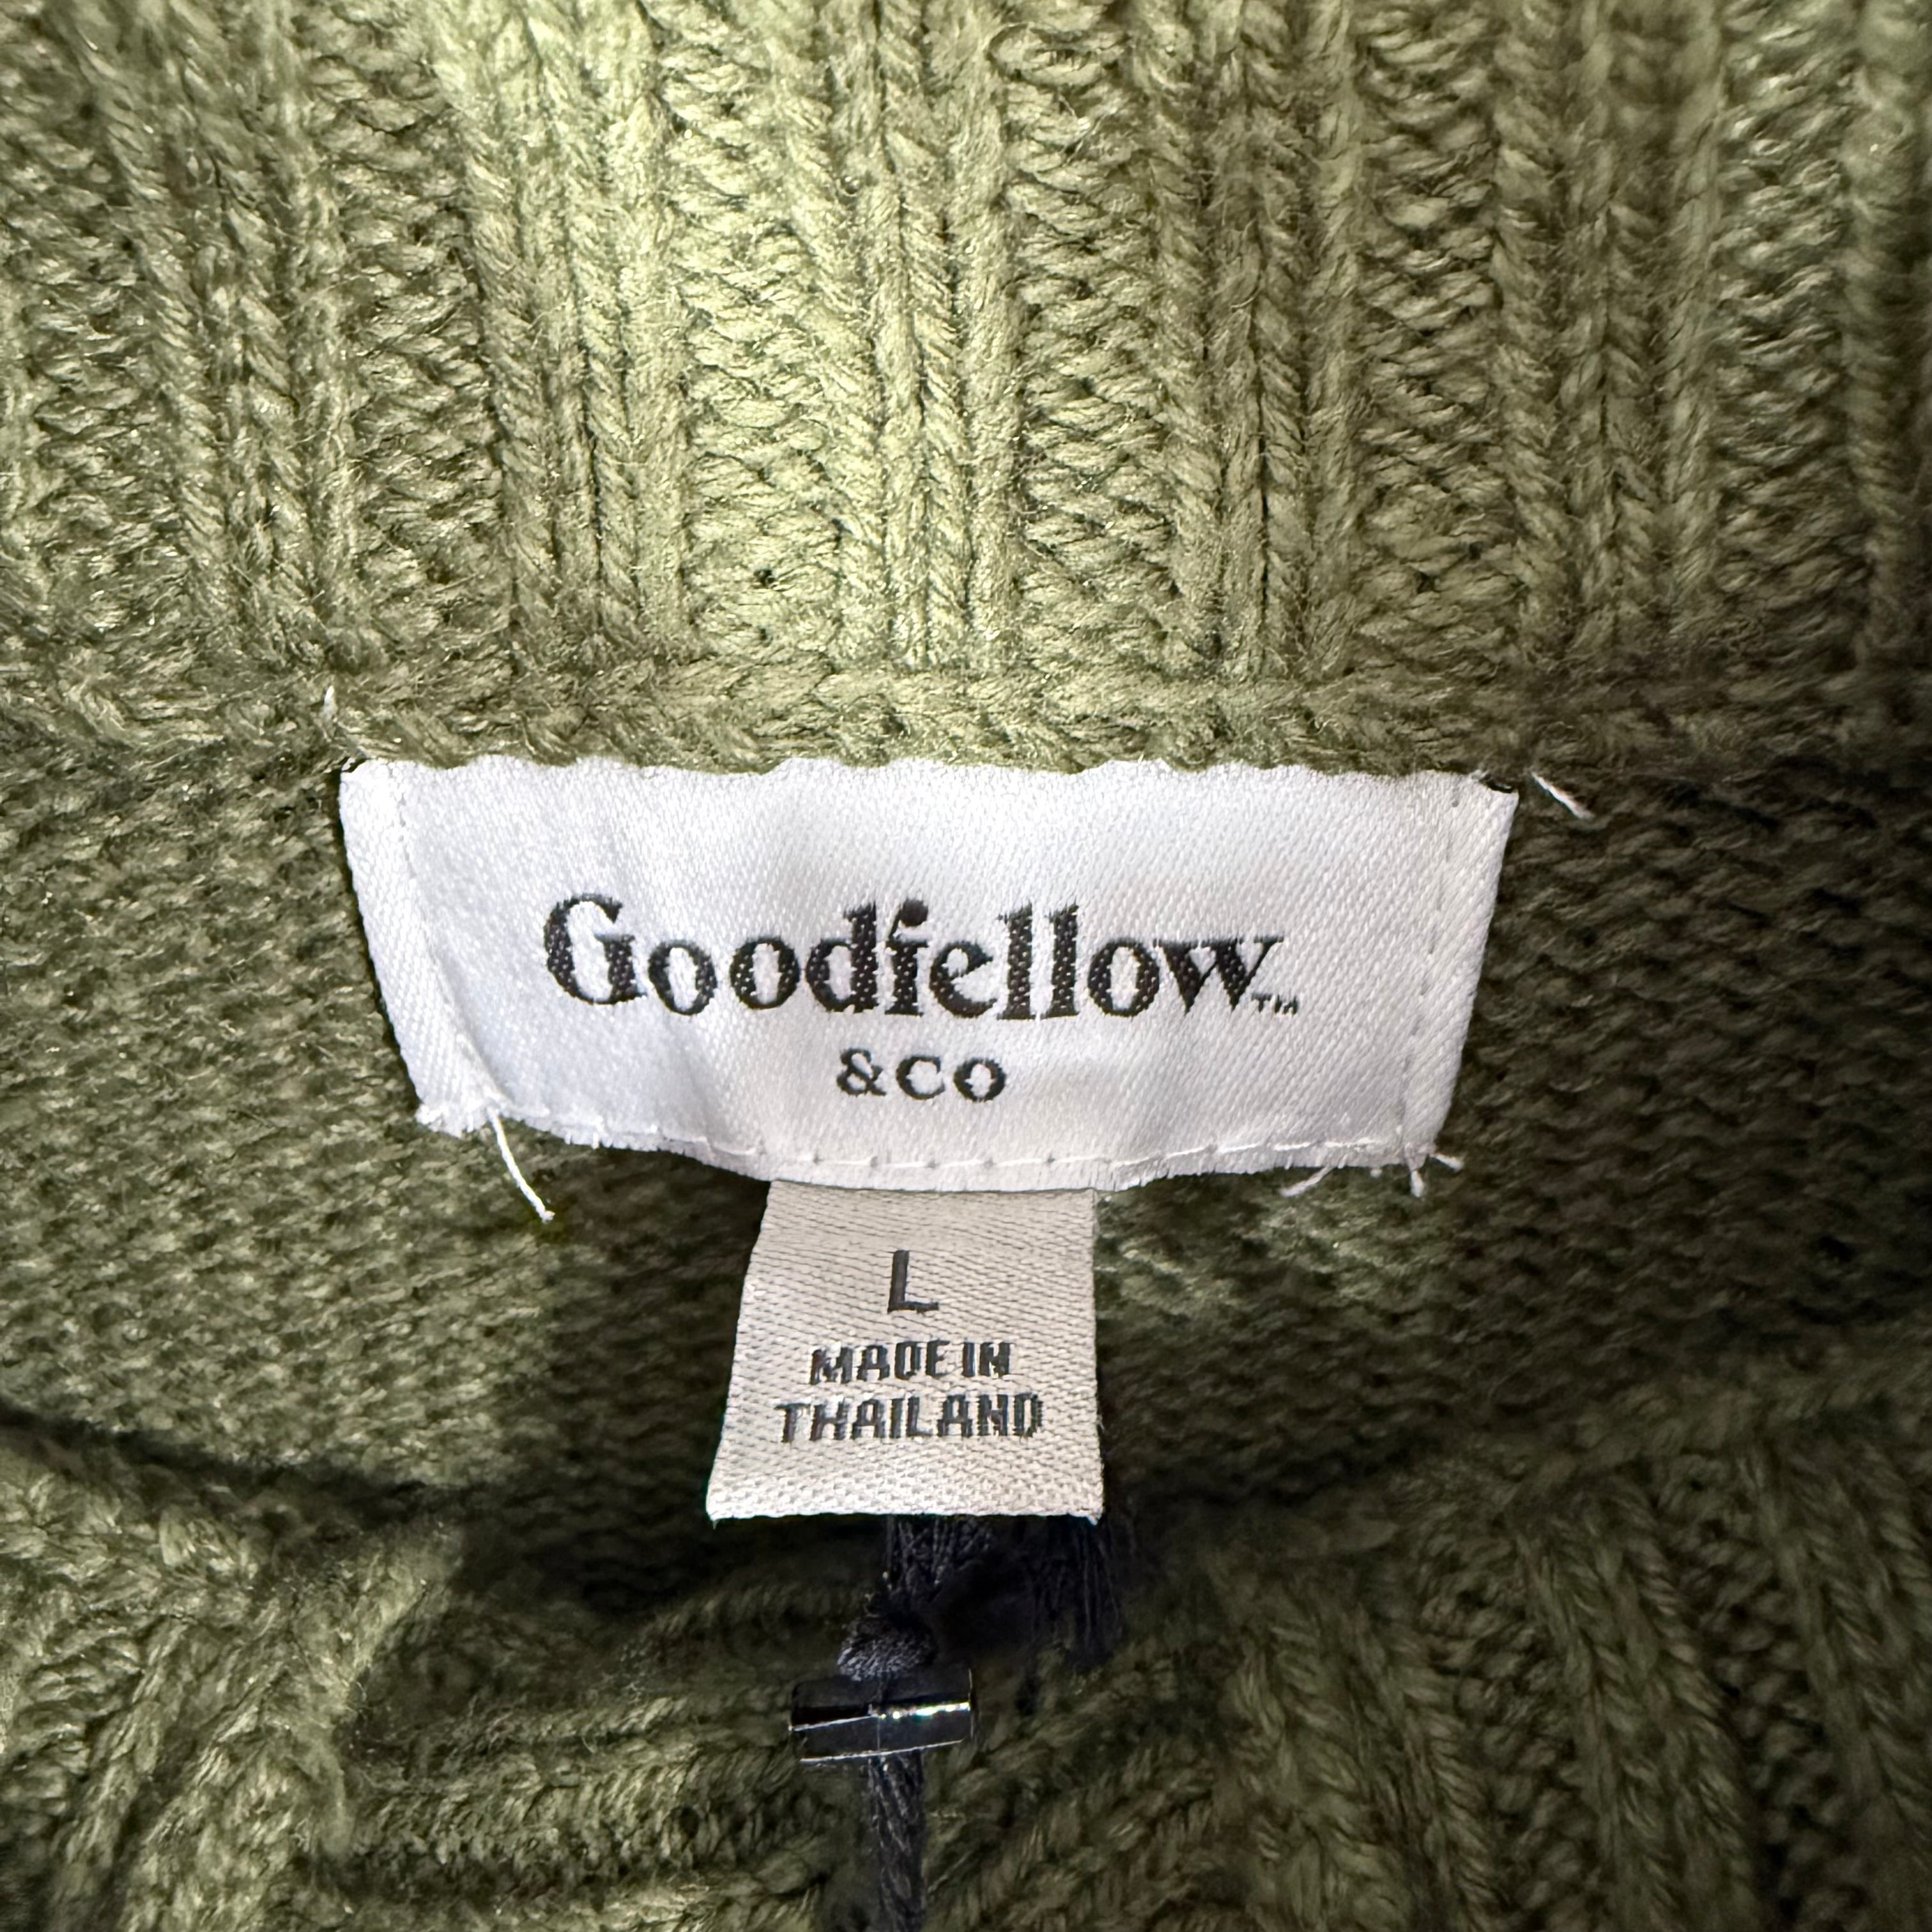 Goodfellow™
&CO
L
MADE IN
THAILAND